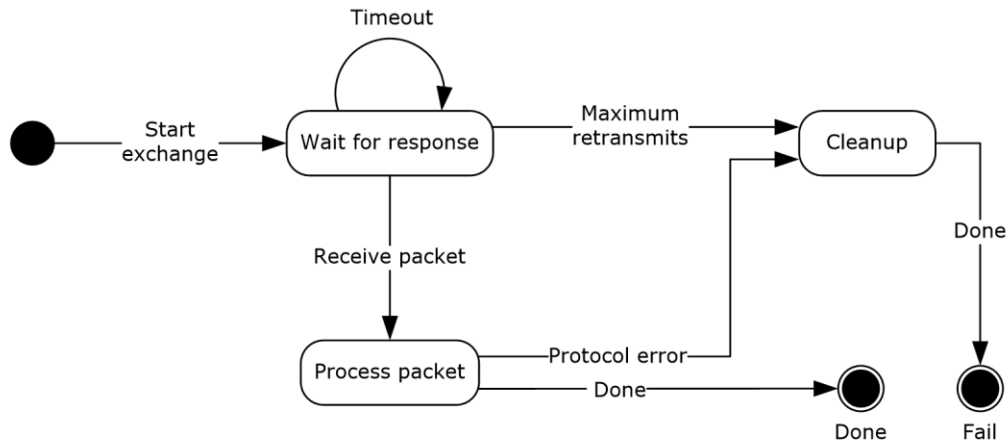 Timeout
Start
exchange
Wait for response
Maximum
retransmits
Cleanup
Receive packet
Done
Process packet
Protocol error
Done
Done
Fail